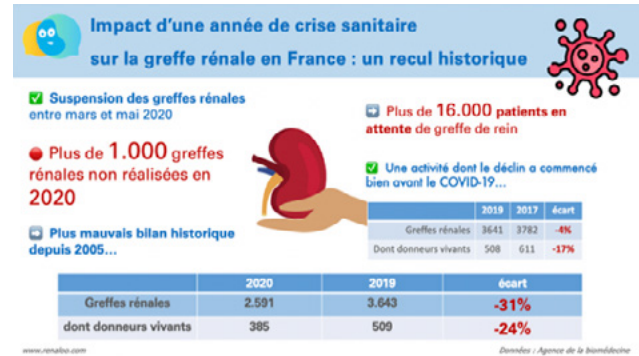 Impact d'une année de crise sanitaire
sur la greffe rénale en France : un recul historique
✅ Suspension des greffes rénales
entre mars et mai 2020
🔴 Plus de 1.000 greffes
rénales non réalisées en
2020
➡️ Plus mauvais bilan historique
depuis 2005...
➡️ Plus de 16.000 patients en
attente de greffe de rein
✅ Une activité dont le déclin a commencé
bien avant le COVID-19...
2019 2017 écart
Greffes rénales 3641 3782 -4%
Dont donneurs vivants 508 611 -17%
2020 2019 écart
Greffes rénales 2.591 3.643 -31%
dont donneurs vivants 385 509 -24%
www.renaloo.com
Données : Agence de la biomédecine